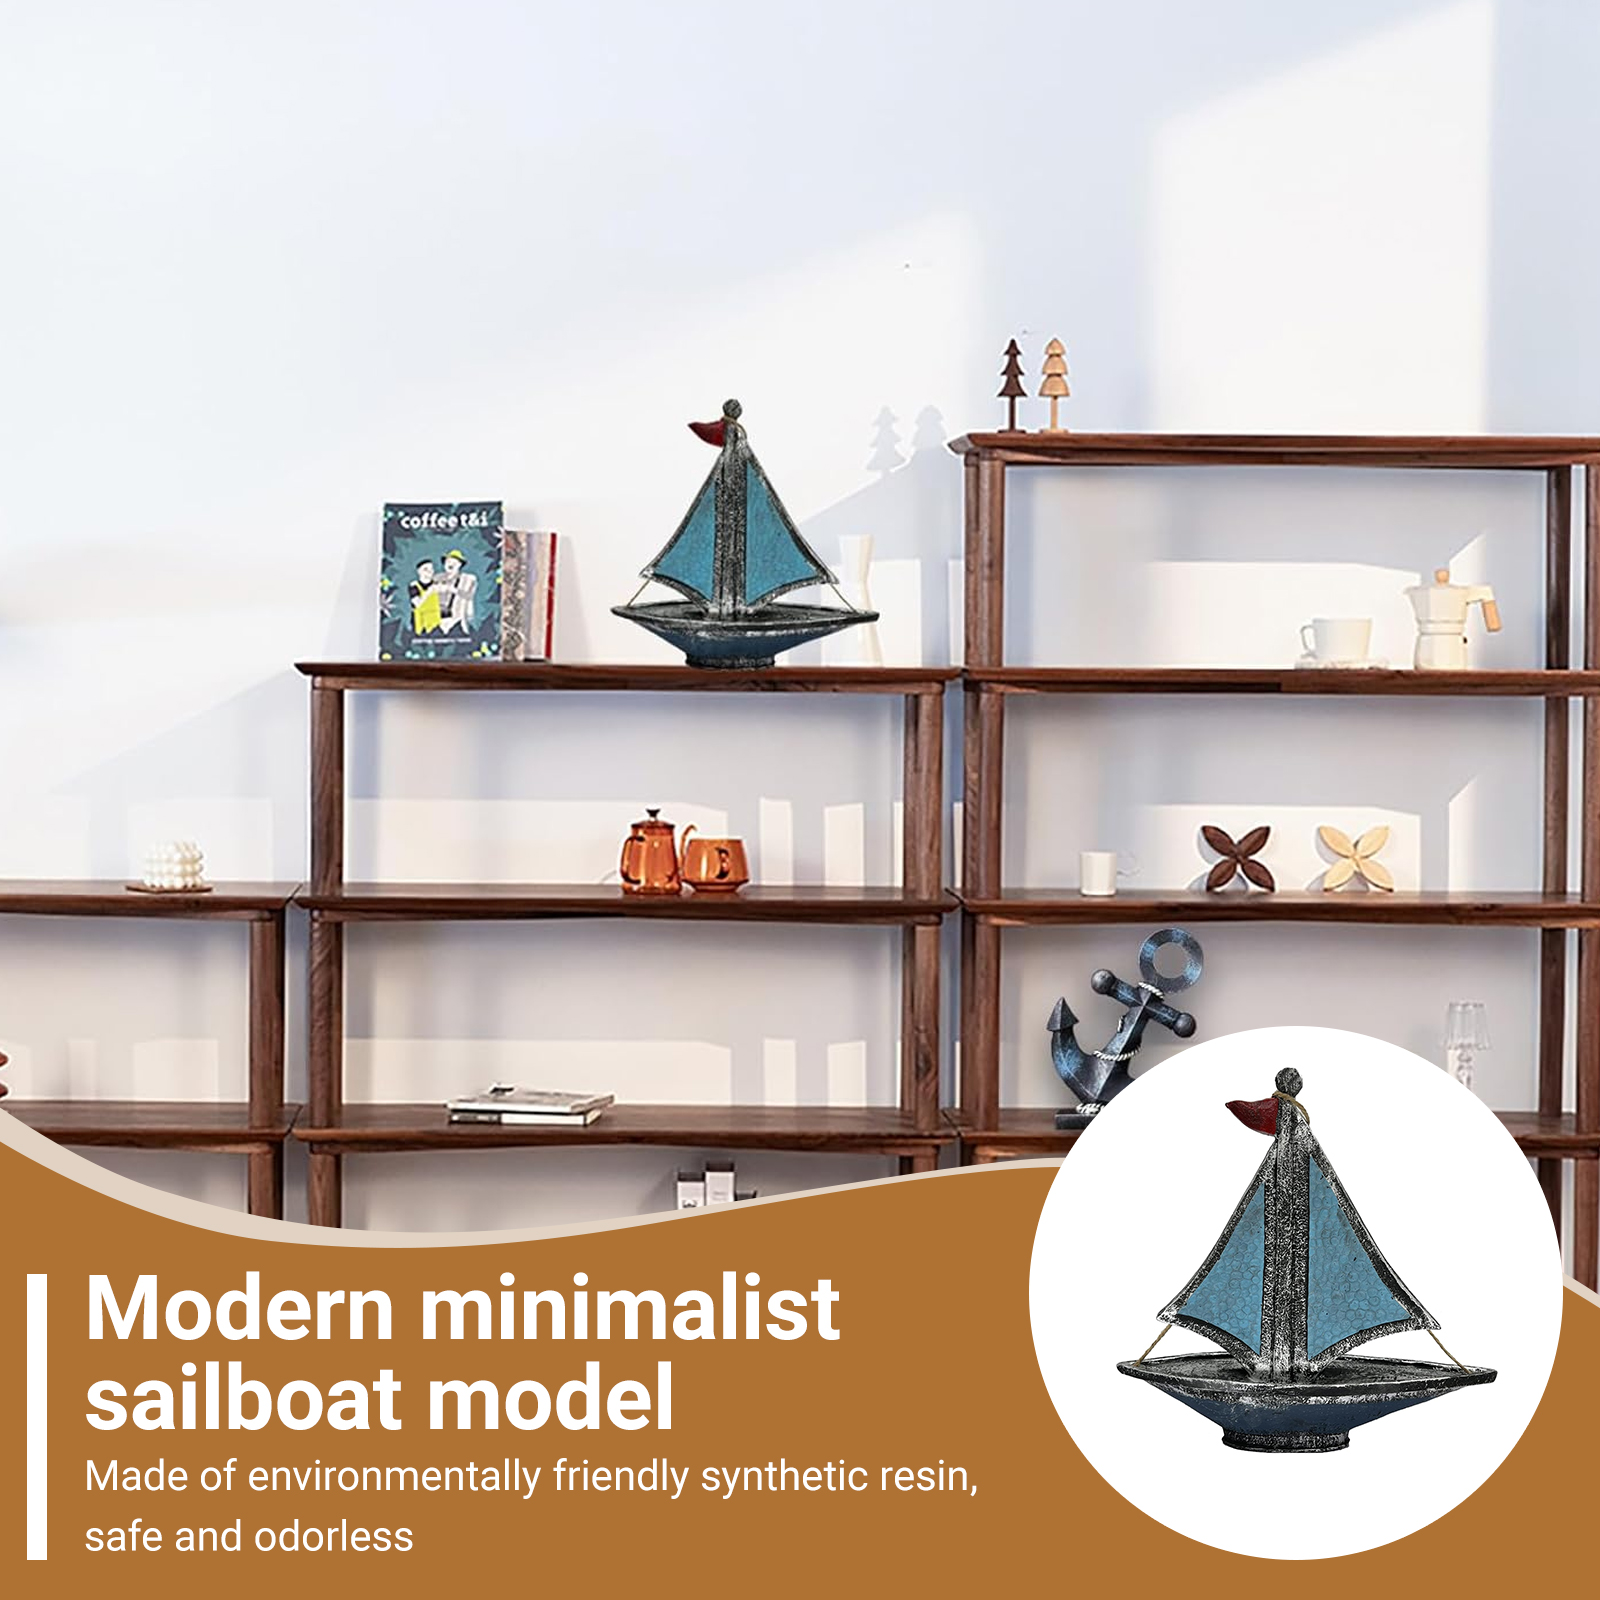 coffee t&i
Modern minimalist
sailboat model
Made of environmentally friendly synthetic resin,
safe and odorless